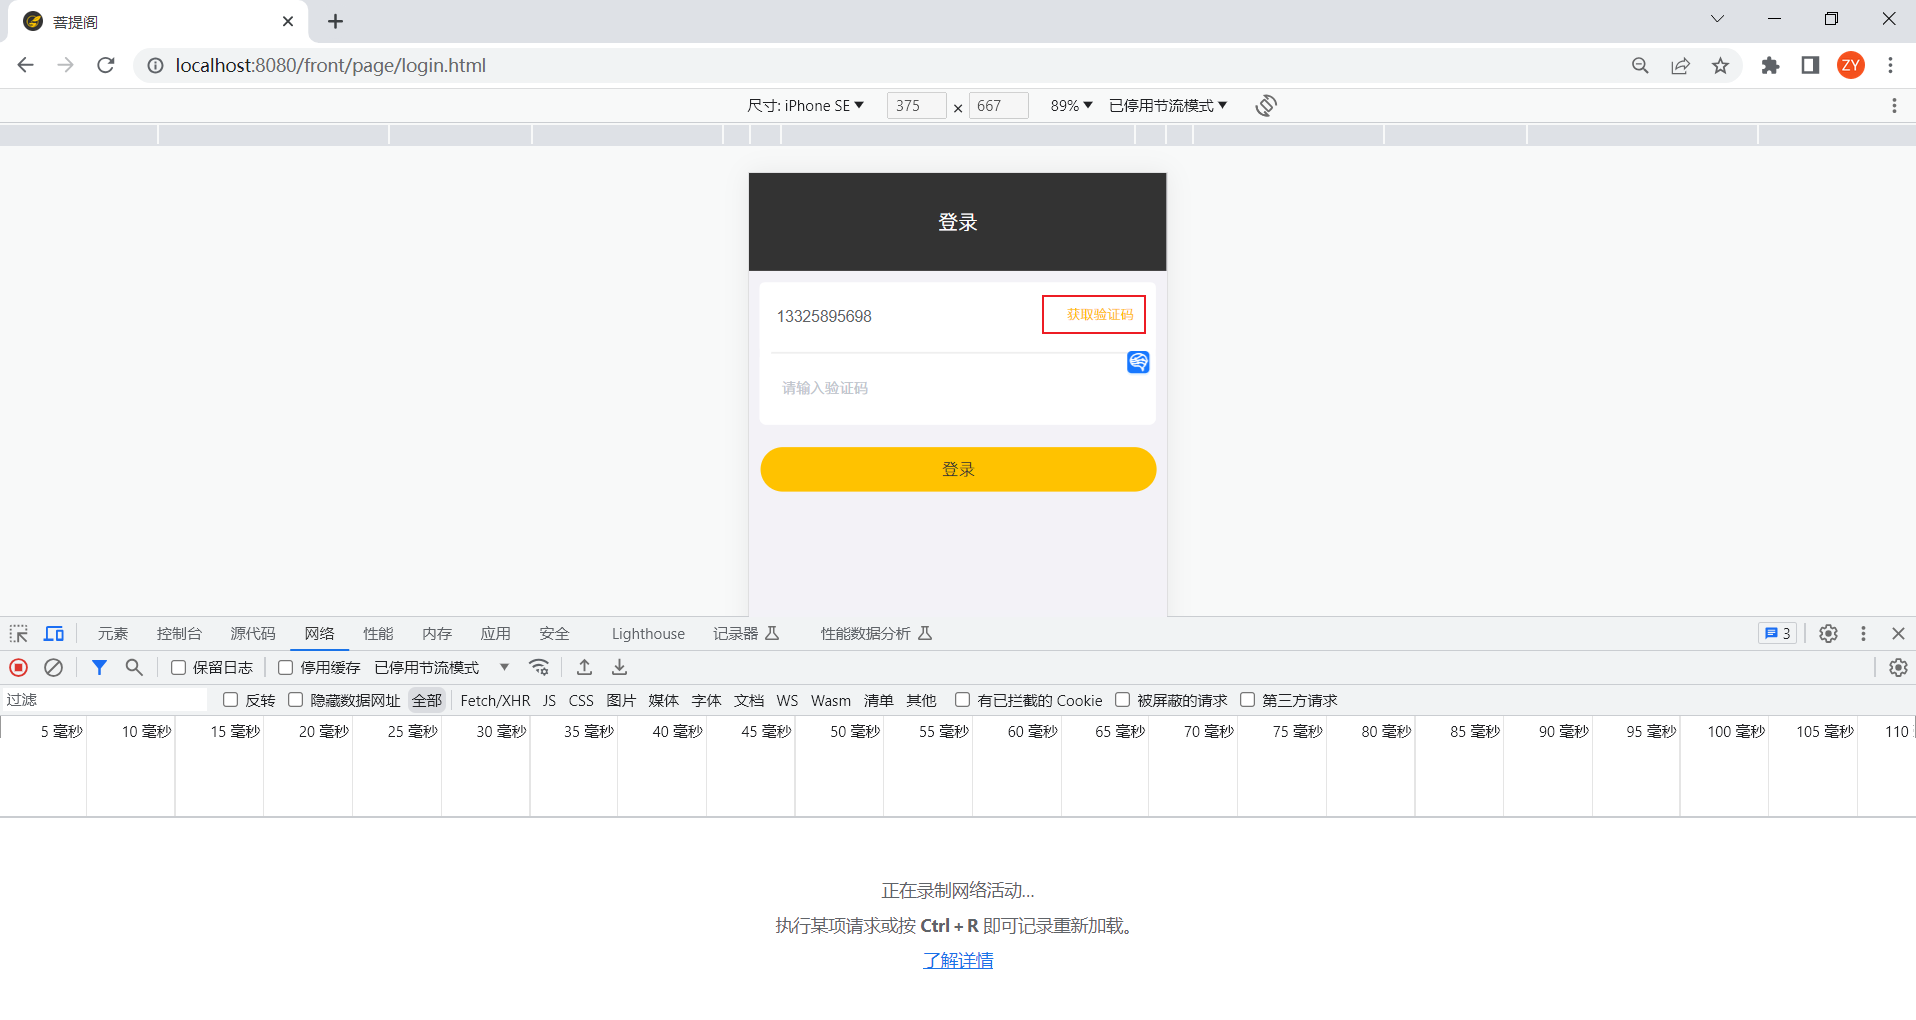 菩提阁
localhost:8080/front/page/login.html
ZY
尺寸: iPhone SE 375 × 667 89% 已停用节流模式
登录
13325895698 获取验证码
请输入验证码
登录
元素 控制台 源代码 网络 性能 内存 应用 安全 Lighthouse 记录器 性能数据分析 3
保留日志 停用缓存 已停用节流模式
过滤 反转 隐藏数据网址 全部 Fetch/XHR JS CSS 图片 媒体 字体 文档 WS Wasm 清单 其他 有已拦截的 Cookie 被屏蔽的请求 第三方请求
5 毫秒 10 毫秒 15 毫秒 20 毫秒 25 毫秒 30 毫秒 35 毫秒 40 毫秒 45 毫秒 50 毫秒 55 毫秒 60 毫秒 65 毫秒 70 毫秒 75 毫秒 80 毫秒 85 毫秒 90 毫秒 95 毫秒 100 毫秒 105 毫秒 110
正在录制网络活动...
执行某项请求或按 Ctrl + R 即可记录重新加载。
了解详情